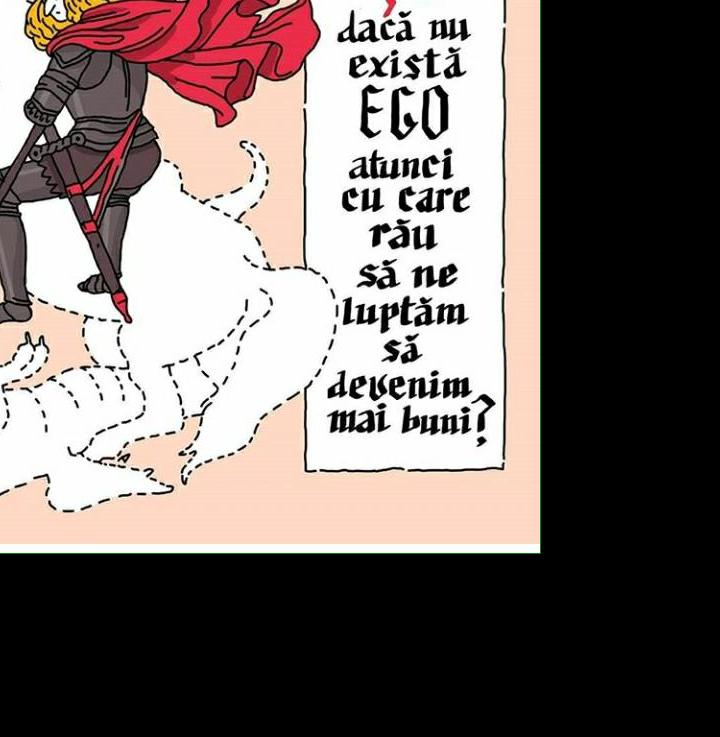 dacă nu
există
EGO
atunci
cu care
rău
să ne
luptăm
să
devenim
mai buni?